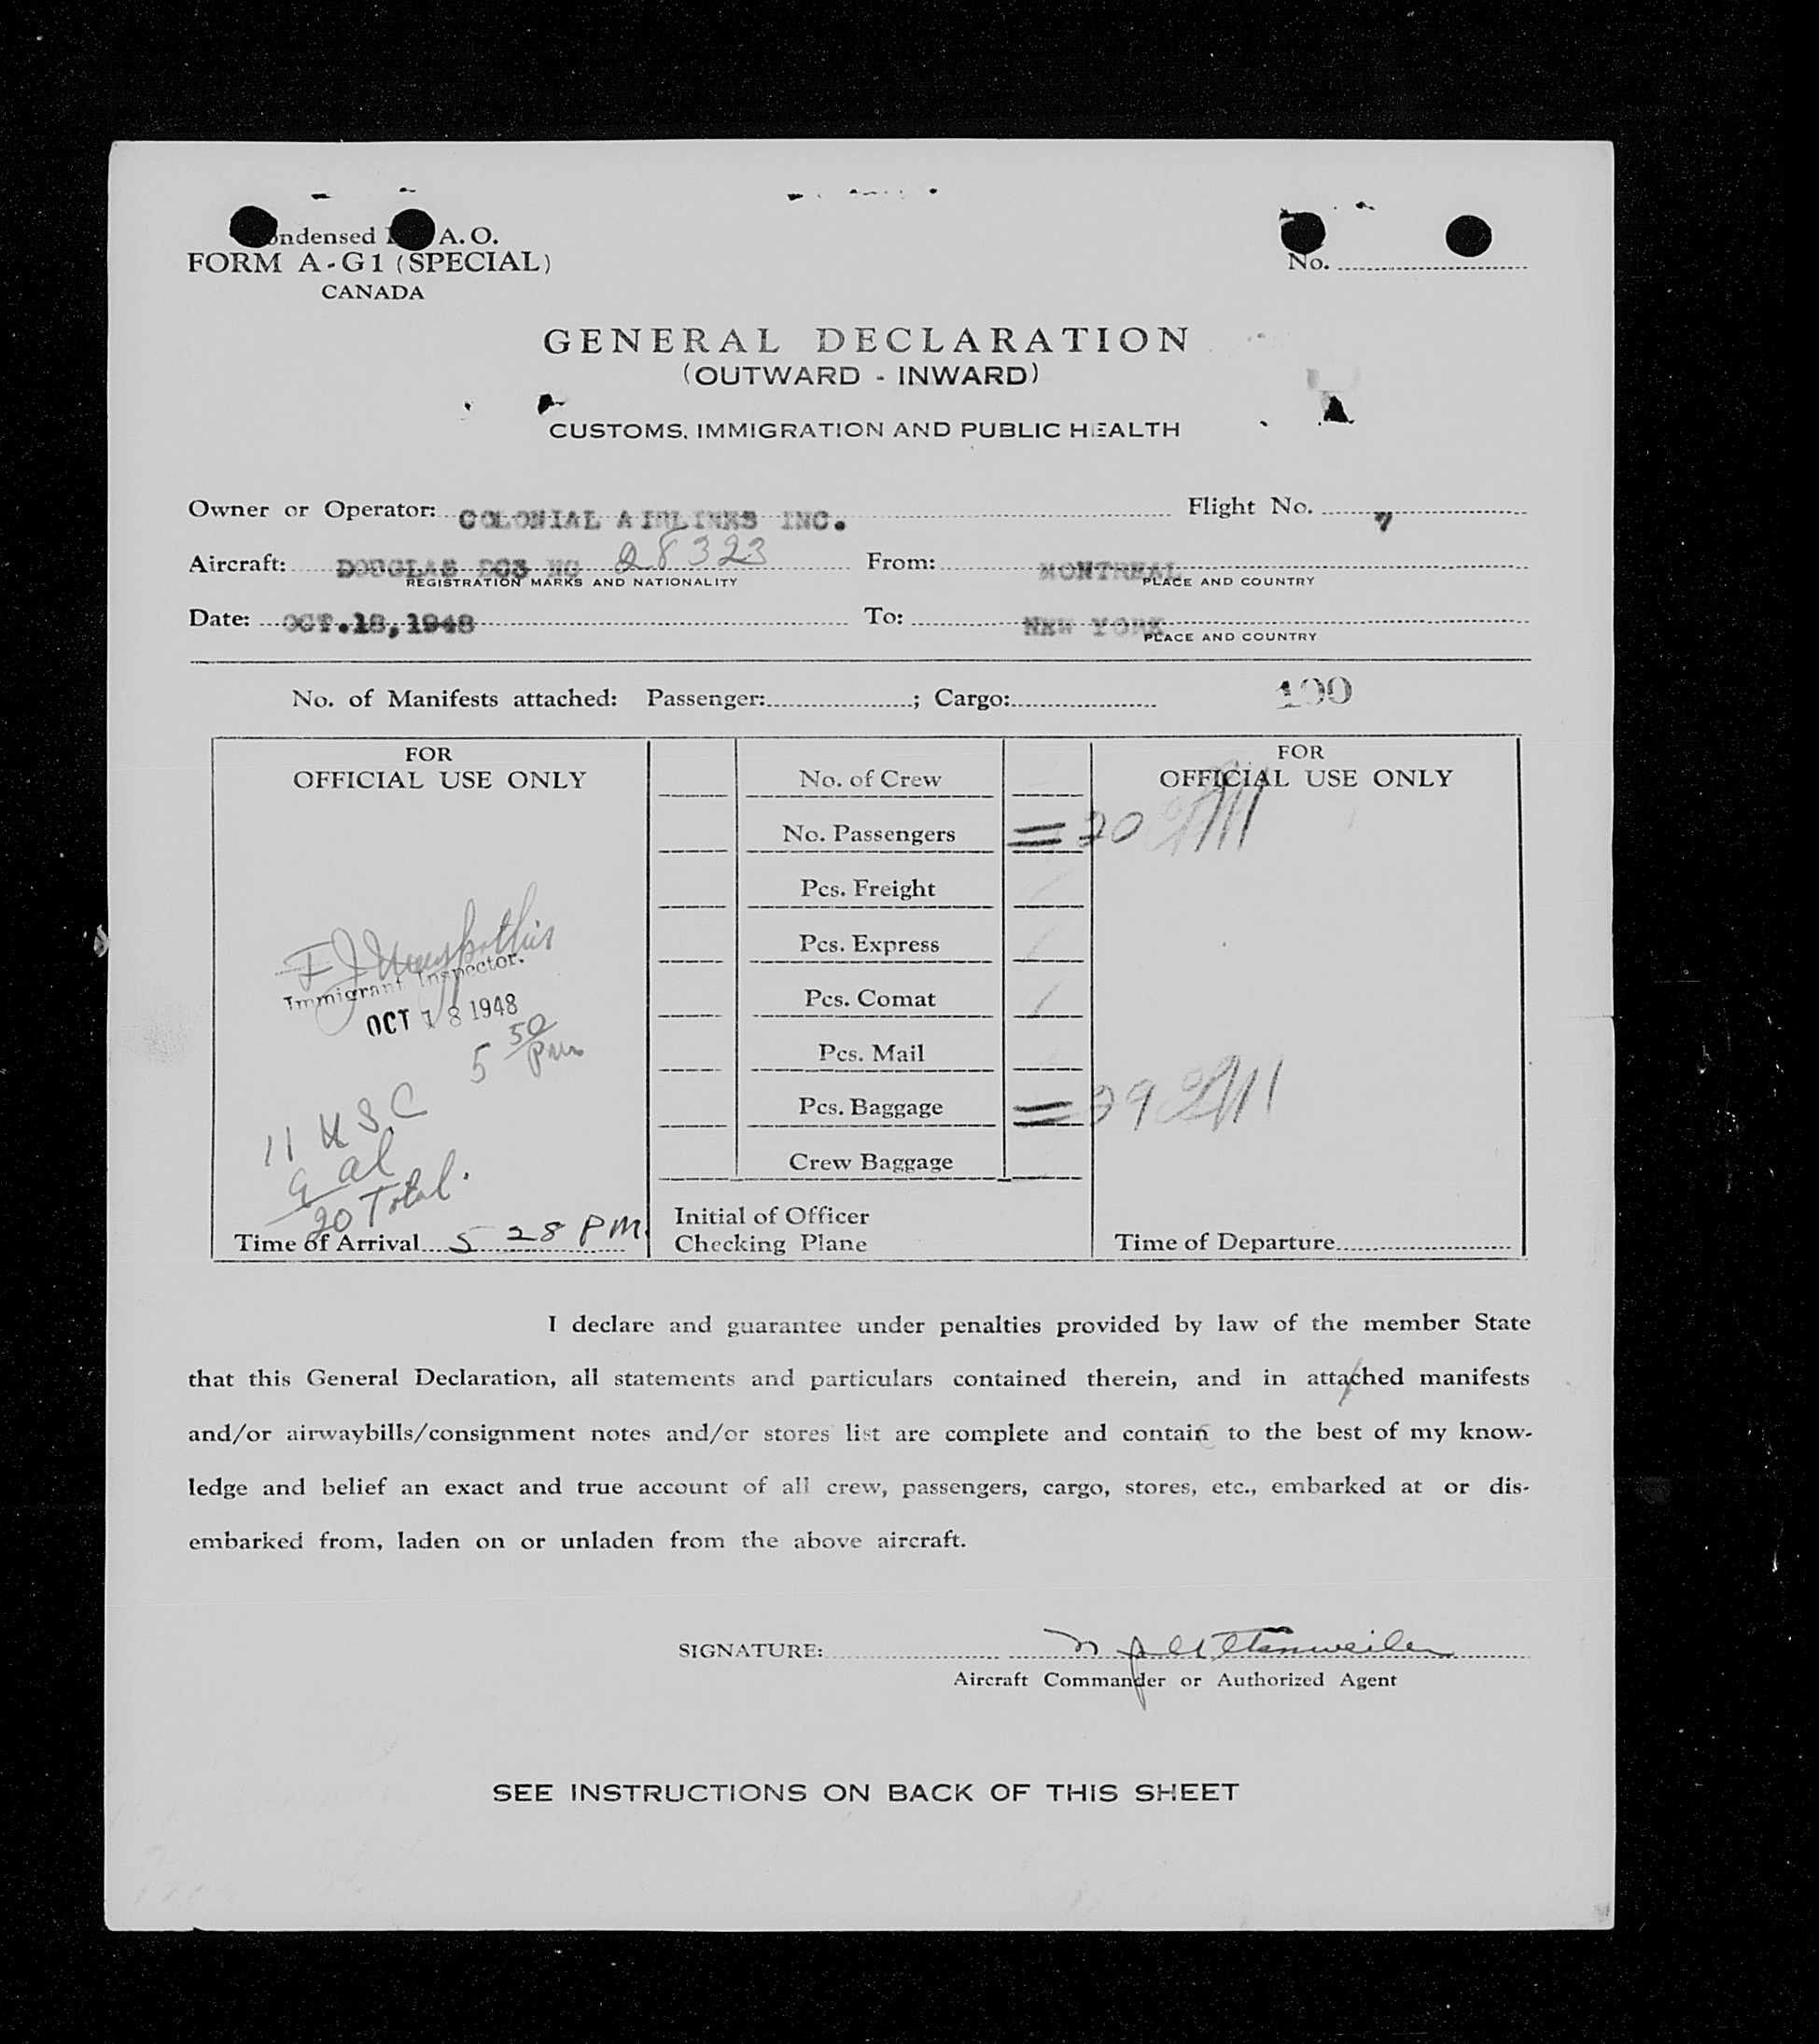 ondensed A. O.
FORM A-G1 (SPECIAL)
CANADA
No.
GENERAL DECLARATION
(OUTWARD - INWARD)
CUSTOMS, IMMIGRATION AND PUBLIC HEALTH
Owner or Operator: COLONIAL AIRLINES INC. Flight No. 7
Aircraft: DOUGLAS DC3 NC 28323 From: MONTREAL
REGISTRATION MARKS AND NATIONALITY PLACE AND COUNTRY
Date: OCT.18,1948 To: NEW YORK
PLACE AND COUNTRY
No. of Manifests attached: Passenger: ; Cargo: 190
FOR
OFFICIAL USE ONLY
Immigrant Inspector.
OCT 18 1948
5 50 PM
11 USC
9 al
20 Total.
Time of Arrival 5 28 PM.
No. of Crew
No. Passengers 20
Pcs. Freight
Pcs. Express
Pcs. Comat
Pcs. Mail
Pcs. Baggage 39
Crew Baggage
Initial of Officer
Checking Plane
FOR
OFFICIAL USE ONLY
Time of Departure
I declare and guarantee under penalties provided by law of the member State
that this General Declaration, all statements and particulars contained therein, and in attached manifests
and/or airwaybills/consignment notes and/or stores list are complete and contain to the best of my know-
ledge and belief an exact and true account of all crew, passengers, cargo, stores, etc., embarked at or dis-
embarked from, laden on or unladen from the above aircraft.
SIGNATURE:
Aircraft Commander or Authorized Agent
SEE INSTRUCTIONS ON BACK OF THIS SHEET